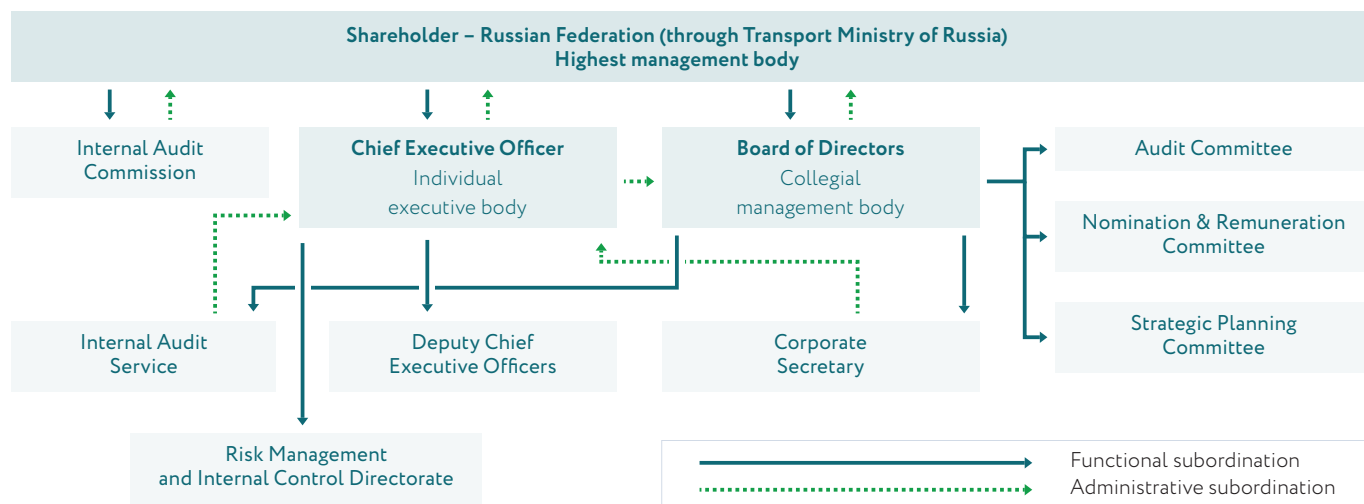 Shareholder – Russian Federation (through Transport Ministry of Russia)
Highest management body
Internal Audit
Commission
Chief Executive Officer
Individual
executive body
Board of Directors
Collegial
management body
Audit Committee
Nomination & Remuneration
Committee
Strategic Planning
Committee
Internal Audit
Service
Deputy Chief
Executive Officers
Corporate
Secretary
Risk Management
and Internal Control Directorate
Functional subordination
Administrative subordination